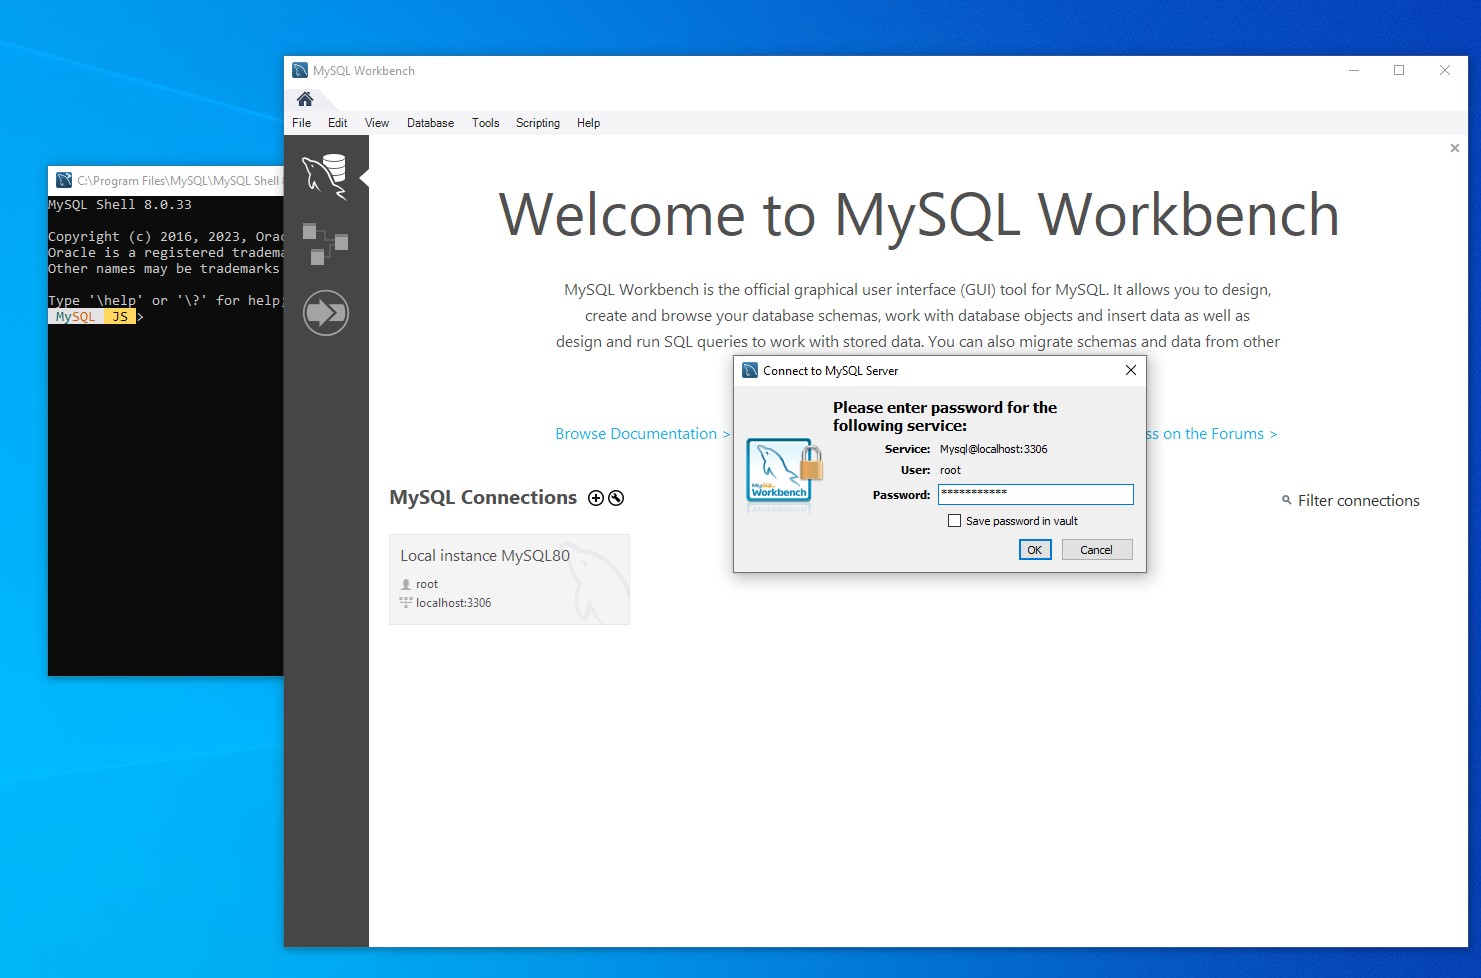 MySQL Workbench
File Edit View Database Tools Scripting Help
C:\Program Files\MySQL\MySQL Shell
MySQL Shell 8.0.33
Copyright (c) 2016, 2023,
Oracle is a registered
Other names may be trademarks
Type '\help' or '\?' for help;
MySQL JS >
Welcome to MySQL Workbench
MySQL Workbench is the official graphical user interface (GUI) tool for MySQL. It allows you to design,
create and browse your database schemas, work with database objects and insert data as well as
design and run SQL queries to work with stored data. You can also migrate schemas and data from other
Browse Documentation >
on the Forums >
MySQL Connections
Filter connections
Local instance MySQL80
root
localhost:3306
Connect to MySQL Server
Please enter password for the
following service:
MySQL
Workbench
Service: Mysql@localhost:3306
User: root
Password: ***********
Save password in vault
OK Cancel